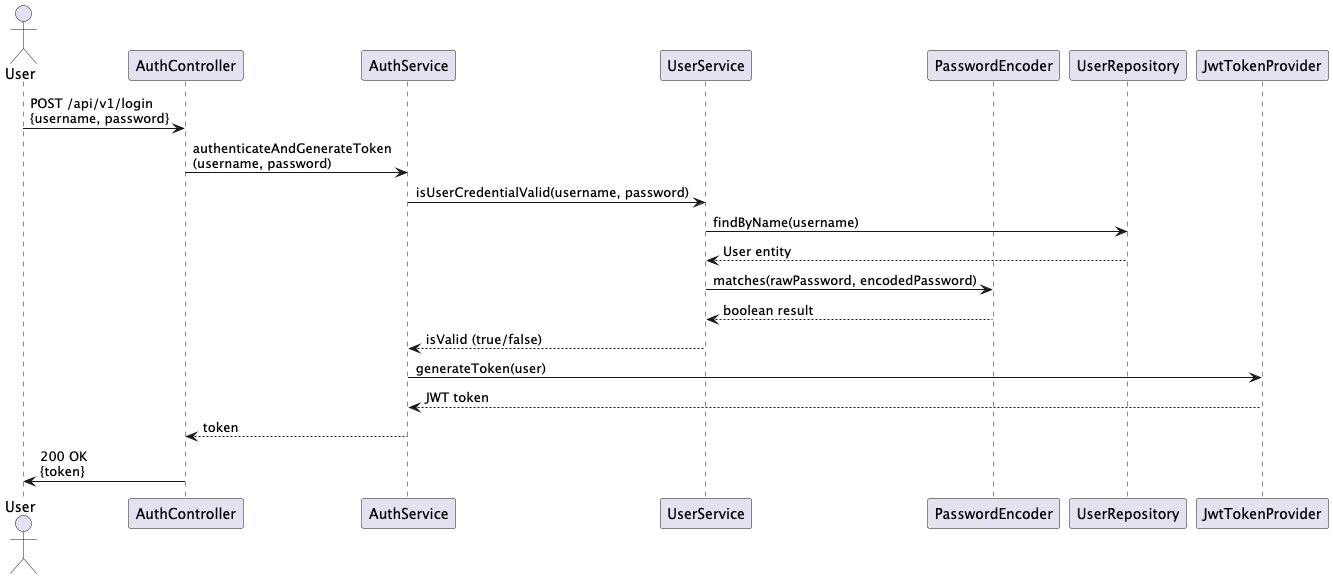 User
AuthController
AuthService
UserService
PasswordEncoder
UserRepository
JwtTokenProvider
POST /api/v1/login
{username, password}
authenticateAndGenerateToken
(username, password)
isUserCredentialValid(username, password)
findByName(username)
User entity
matches(rawPassword, encodedPassword)
boolean result
isValid (true/false)
generateToken(user)
JWT token
token
200 OK
{token}
User
AuthController
AuthService
UserService
PasswordEncoder
UserRepository
JwtTokenProvider